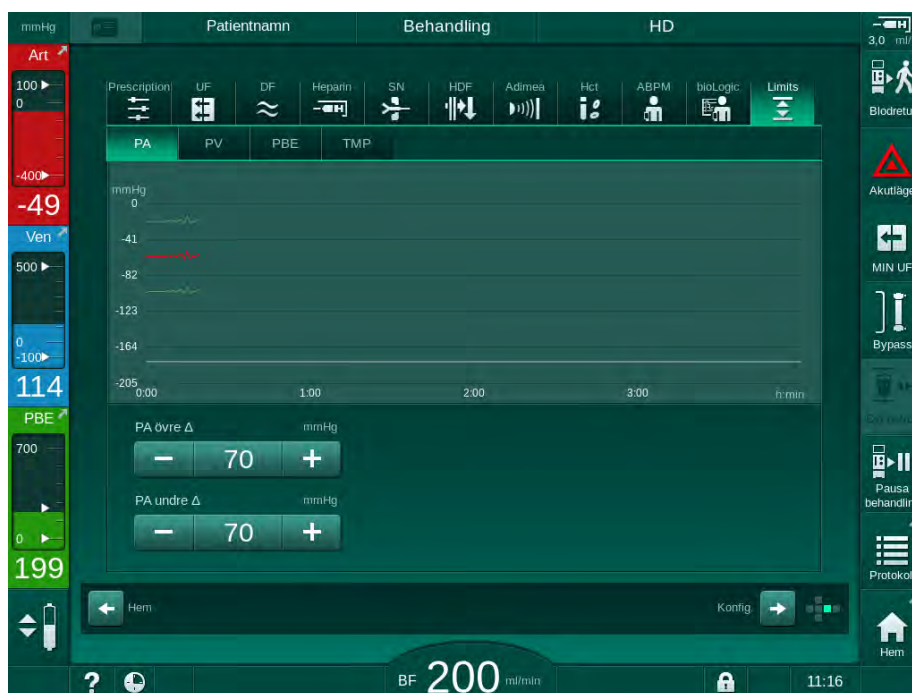 mmHg
Patientnamn
Behandling
HD
3,0 ml/
Art
100
0
-400
-49
Ven
500
0
-100
114
PBE
700
0
199
Prescription
UF
DF
Heparin
SN
HDF
Adimea
Hct
ABPM
bioLogic
Limits
PA
PV
PBE
TMP
mmHg
0
-41
-82
-123
-164
-205
0:00
1:00
2:00
3:00
h:min
PA övre Δ
mmHg
70
PA undre Δ
mmHg
70
Hem
Konfig.
Blodretu
Akutläge
MIN UF
Bypass
Pausa
behandlin
Protokol
Hem
?
BF 200 ml/min
11:16